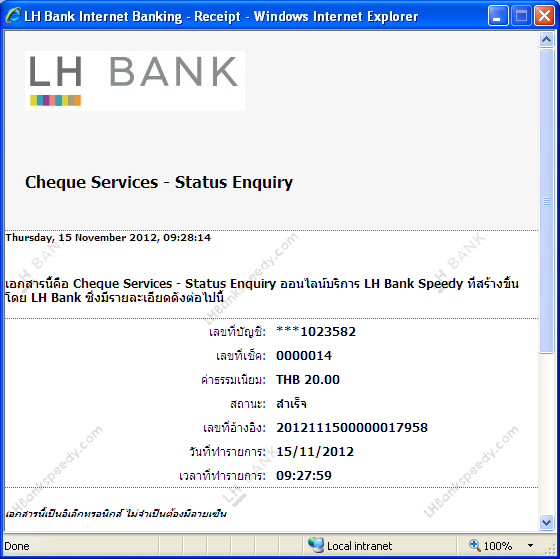 LH Bank Internet Banking - Receipt - Windows Internet Explorer
LH BANK
Cheque Services - Status Enquiry
Thursday, 15 November 2012, 09:28:14
เอกสารนี้คือ Cheque Services - Status Enquiry ออนไลน์บริการ LH Bank Speedy ที่สร้างขึ้น
โดย LH Bank ซึ่งมีรายละเอียดดังต่อไปนี้
เลขที่บัญชี: ***1023582
เลขที่เช็ค: 0000014
ค่าธรรมเนียม: THB 20.00
สถานะ: สำเร็จ
เลขที่อ้างอิง: 2012111500000017958
วันที่ทำรายการ: 15/11/2012
เวลาที่ทำรายการ: 09:27:59
เอกสารนี้เป็นอิเล็กทรอนิกส์ ไม่จำเป็นต้องมีลายเซ็น
LH BANK
LHBankspeedy.com
LH BANK
LHBankspeedy.com
LH BANK
LHBankspeedy.com
Done
Local intranet
100%